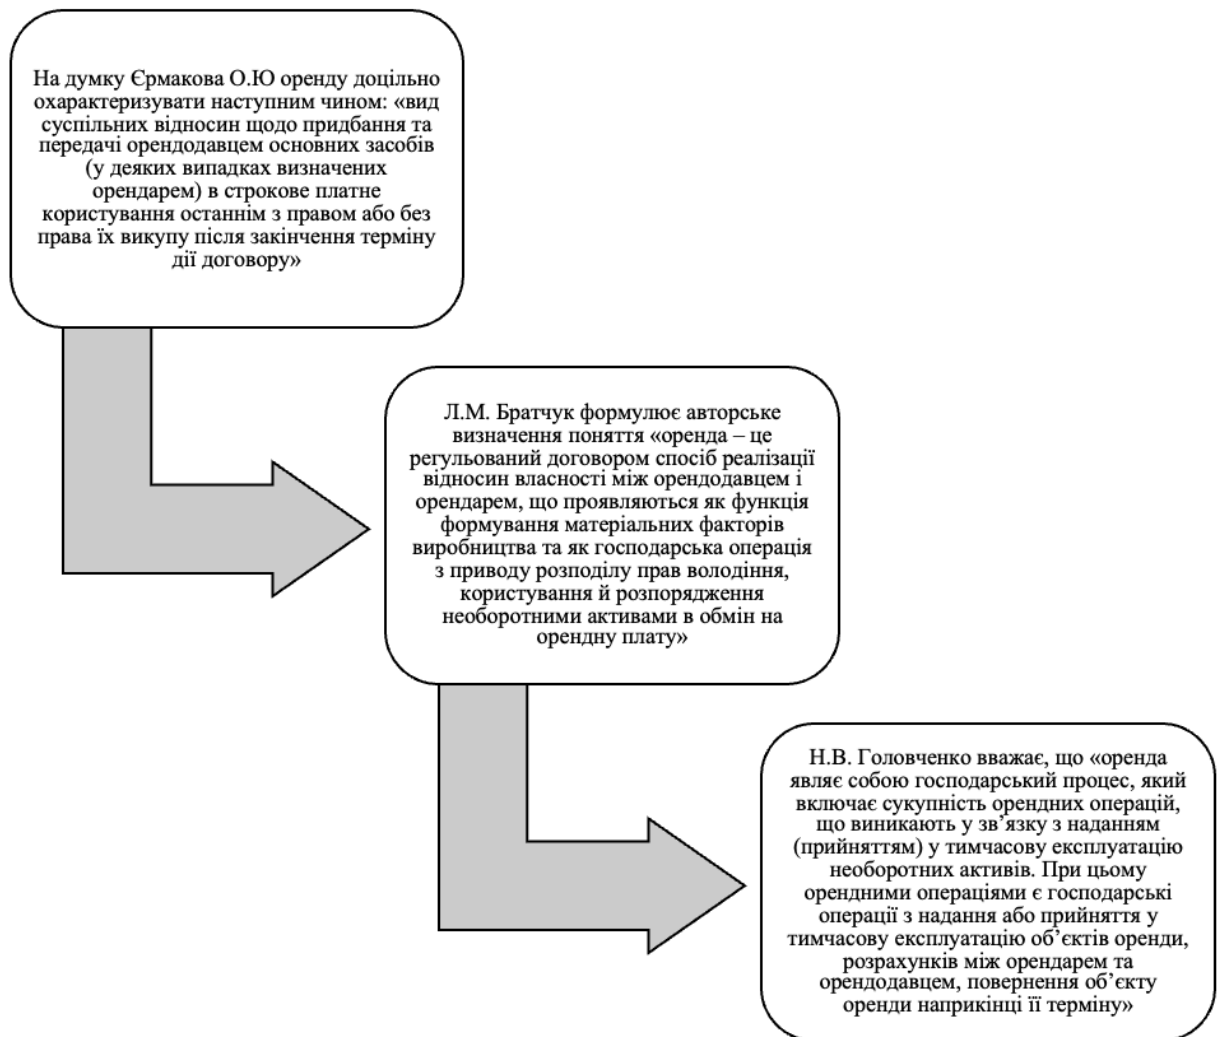 На думку Єрмакова О.Ю оренду доцільно
охарактеризувати наступним чином: «вид
суспільних відносин щодо придбання та
передачі орендодавцем основних засобів
(у деяких випадках визначених
орендарем) в строкове платне
користування останнім з правом або без
права їх викупу після закінчення терміну
дії договору»
Л.М. Братчук формулює авторське
визначення поняття «оренда – це
регульований договором спосіб реалізації
відносин власності між орендодавцем і
орендарем, що проявляються як функція
формування матеріальних факторів
виробництва та як господарська операція
з приводу розподілу прав володіння,
користування й розпорядження
необоротними активами в обмін на
орендну плату»
Н.В. Головченко вважає, що «оренда
являє собою господарський процес, який
включає сукупність орендних операцій,
що виникають у зв’язку з наданням
(прийняттям) у тимчасову експлуатацію
необоротних активів. При цьому
орендними операціями є господарські
операції з надання або прийняття у
тимчасову експлуатацію об’єктів оренди,
розрахунків між орендарем та
орендодавцем, повернення об’єкту
оренди наприкінці її терміну»